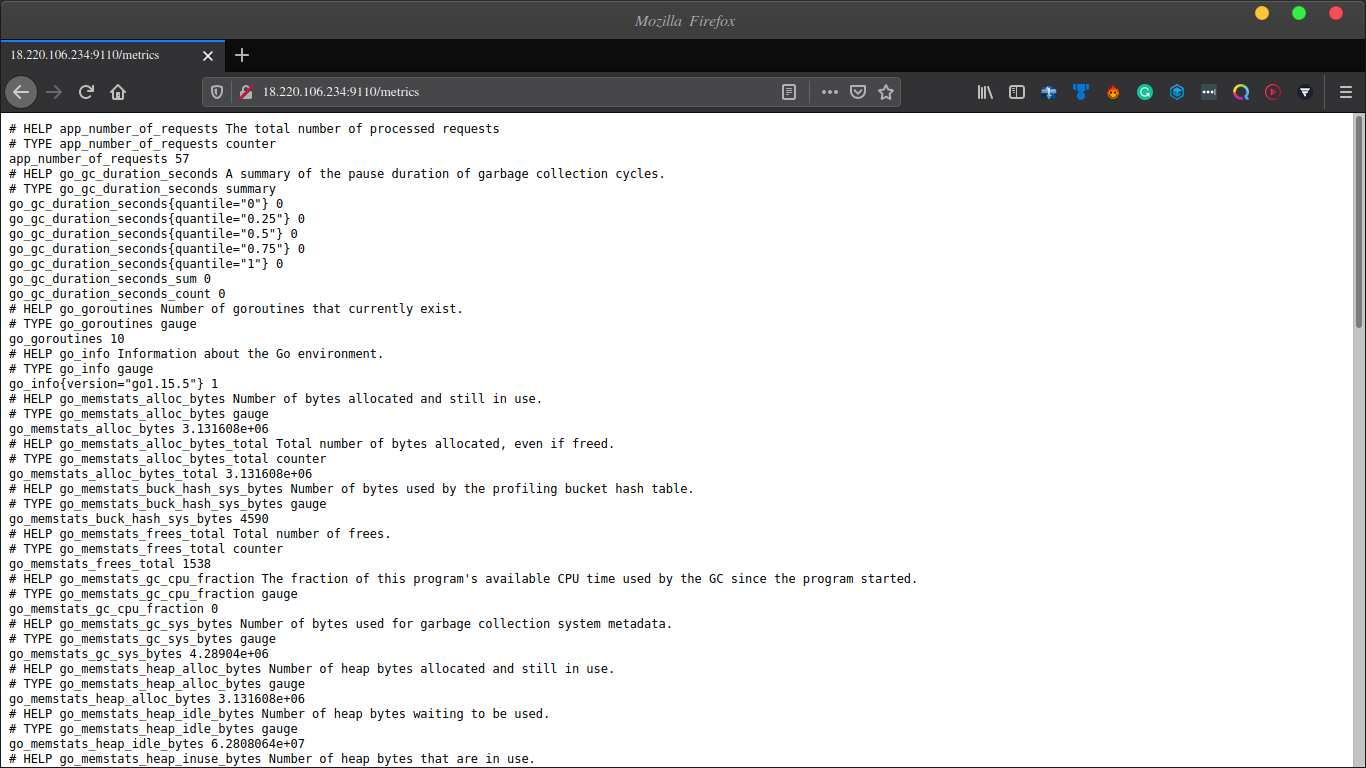 Mozilla Firefox
18.220.106.234:9110/metrics
18.220.106.234:9110/metrics
# HELP app_number_of_requests The total number of processed requests
# TYPE app_number_of_requests counter
app_number_of_requests 57
# HELP go_gc_duration_seconds A summary of the pause duration of garbage collection cycles.
# TYPE go_gc_duration_seconds summary
go_gc_duration_seconds{quantile="0"} 0
go_gc_duration_seconds{quantile="0.25"} 0
go_gc_duration_seconds{quantile="0.5"} 0
go_gc_duration_seconds{quantile="0.75"} 0
go_gc_duration_seconds{quantile="1"} 0
go_gc_duration_seconds_sum 0
go_gc_duration_seconds_count 0
# HELP go_goroutines Number of goroutines that currently exist.
# TYPE go_goroutines gauge
go_goroutines 10
# HELP go_info Information about the Go environment.
# TYPE go_info gauge
go_info{version="go1.15.5"} 1
# HELP go_memstats_alloc_bytes Number of bytes allocated and still in use.
# TYPE go_memstats_alloc_bytes gauge
go_memstats_alloc_bytes 3.131608e+06
# HELP go_memstats_alloc_bytes_total Total number of bytes allocated, even if freed.
# TYPE go_memstats_alloc_bytes_total counter
go_memstats_alloc_bytes_total 3.131608e+06
# HELP go_memstats_buck_hash_sys_bytes Number of bytes used by the profiling bucket hash table.
# TYPE go_memstats_buck_hash_sys_bytes gauge
go_memstats_buck_hash_sys_bytes 4590
# HELP go_memstats_frees_total Total number of frees.
# TYPE go_memstats_frees_total counter
go_memstats_frees_total 1538
# HELP go_memstats_gc_cpu_fraction The fraction of this program's available CPU time used by the GC since the program started.
# TYPE go_memstats_gc_cpu_fraction gauge
go_memstats_gc_cpu_fraction 0
# HELP go_memstats_gc_sys_bytes Number of bytes used for garbage collection system metadata.
# TYPE go_memstats_gc_sys_bytes gauge
go_memstats_gc_sys_bytes 4.28904e+06
# HELP go_memstats_heap_alloc_bytes Number of heap bytes allocated and still in use.
# TYPE go_memstats_heap_alloc_bytes gauge
go_memstats_heap_alloc_bytes 3.131608e+06
# HELP go_memstats_heap_idle_bytes Number of heap bytes waiting to be used.
# TYPE go_memstats_heap_idle_bytes gauge
go_memstats_heap_idle_bytes 6.2808064e+07
# HELP go_memstats_heap_inuse_bytes Number of heap bytes that are in use.